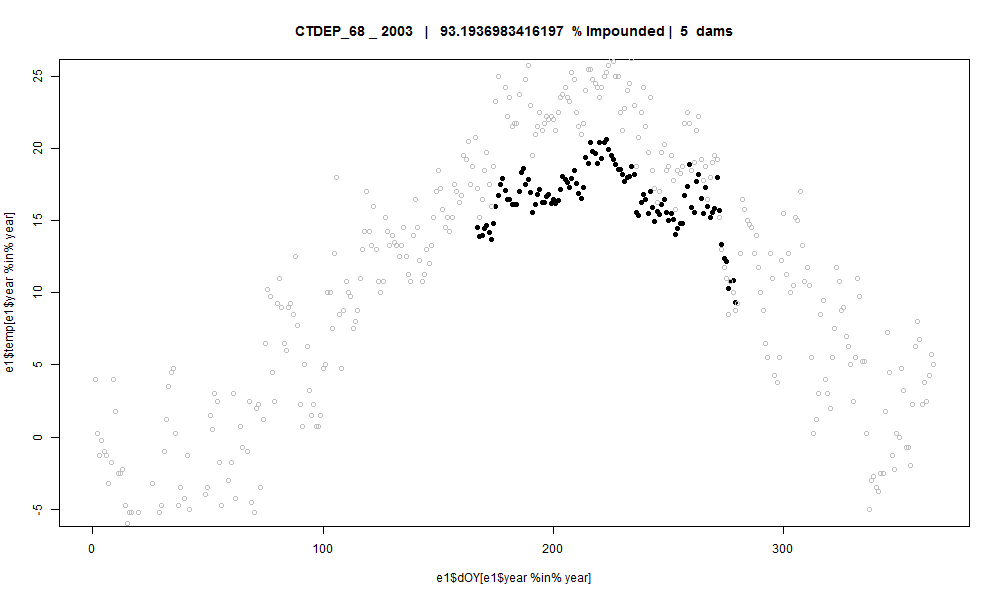 CTDEP_68 _ 2003 | 93.1936983416197 % Impounded | 5 dams
25
20
15
10
5
0
-5
e1$temp[e1$year %in% year]
0 100 200 300
e1$dOY[e1$year %in% year]